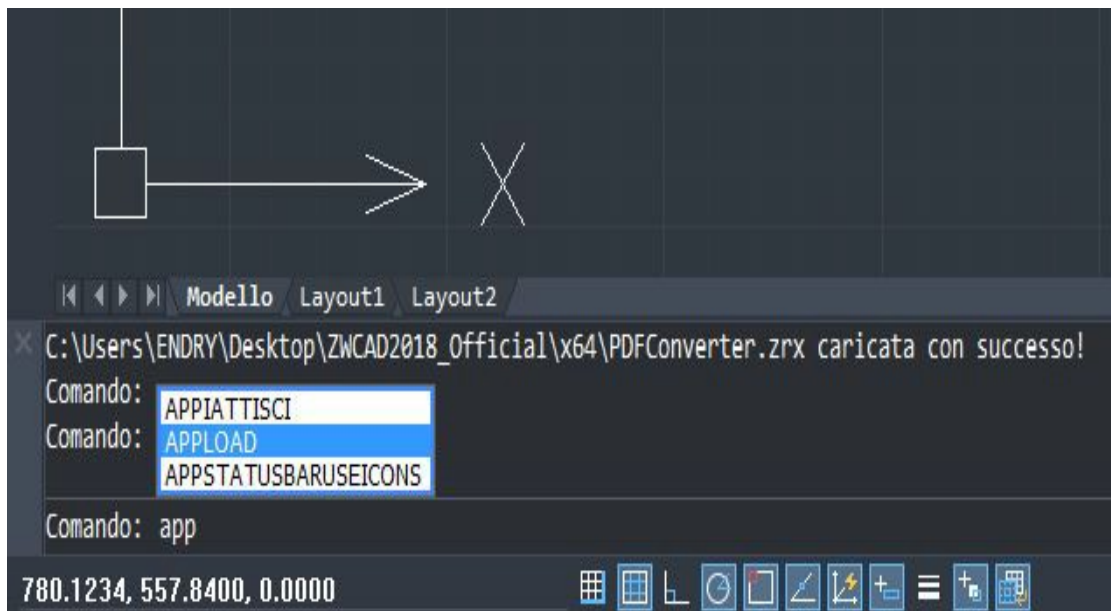 X
Modello Layout1 Layout2
C:\Users\ENDRY\Desktop\ZWCAD2018_Official\x64\PDFConverter.zrx caricata con successo!
Comando:
APPIATTISCI
Comando:
APPLOAD
APPSTATUSBARUSEICONS
Comando: app
780.1234, 557.8400, 0.0000